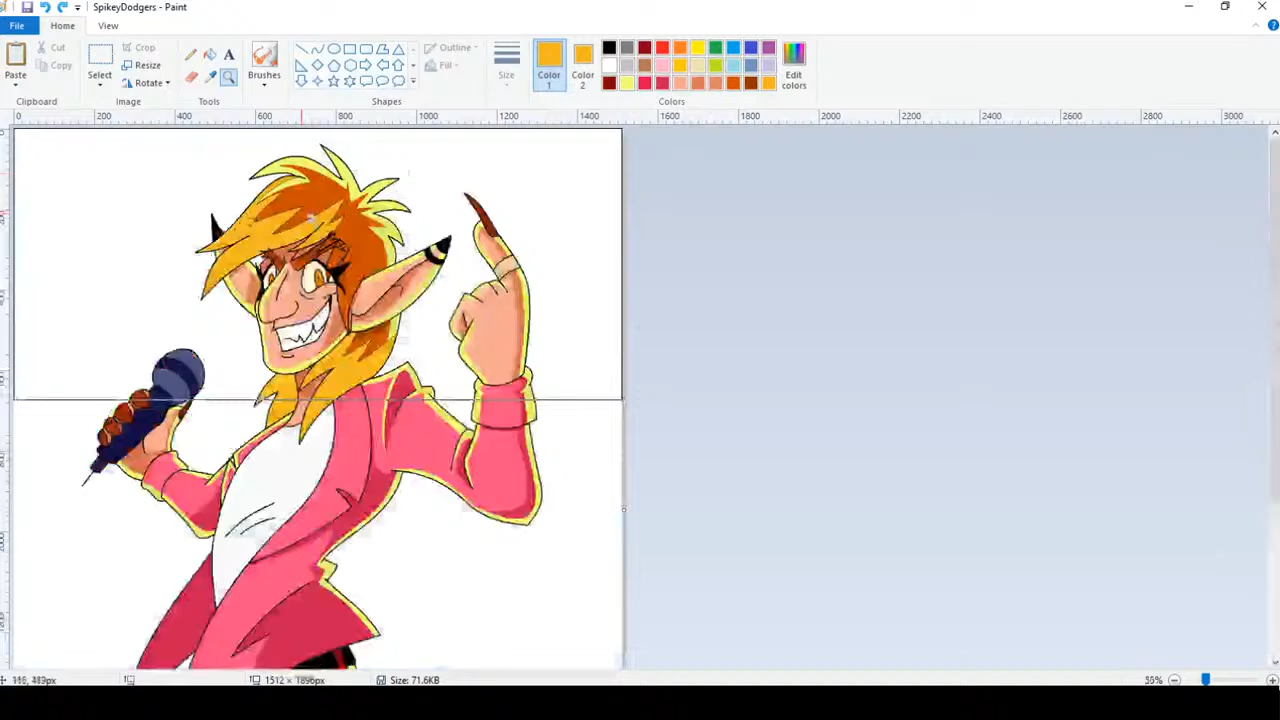 SpikeyDodgers - Paint
File Home View
Paste Cut Copy
Clipboard
Select Crop Resize Rotate
Image
A
Tools
Brushes
Shapes
Outline
Fill
Size
Color 1
Color 2
Edit colors
Colors
0 200 400 600 800 1000 1200 1400 1600 1800 2000 2200 2400 2600 2800 3000
1512 × 1896px Size: 71.6KB